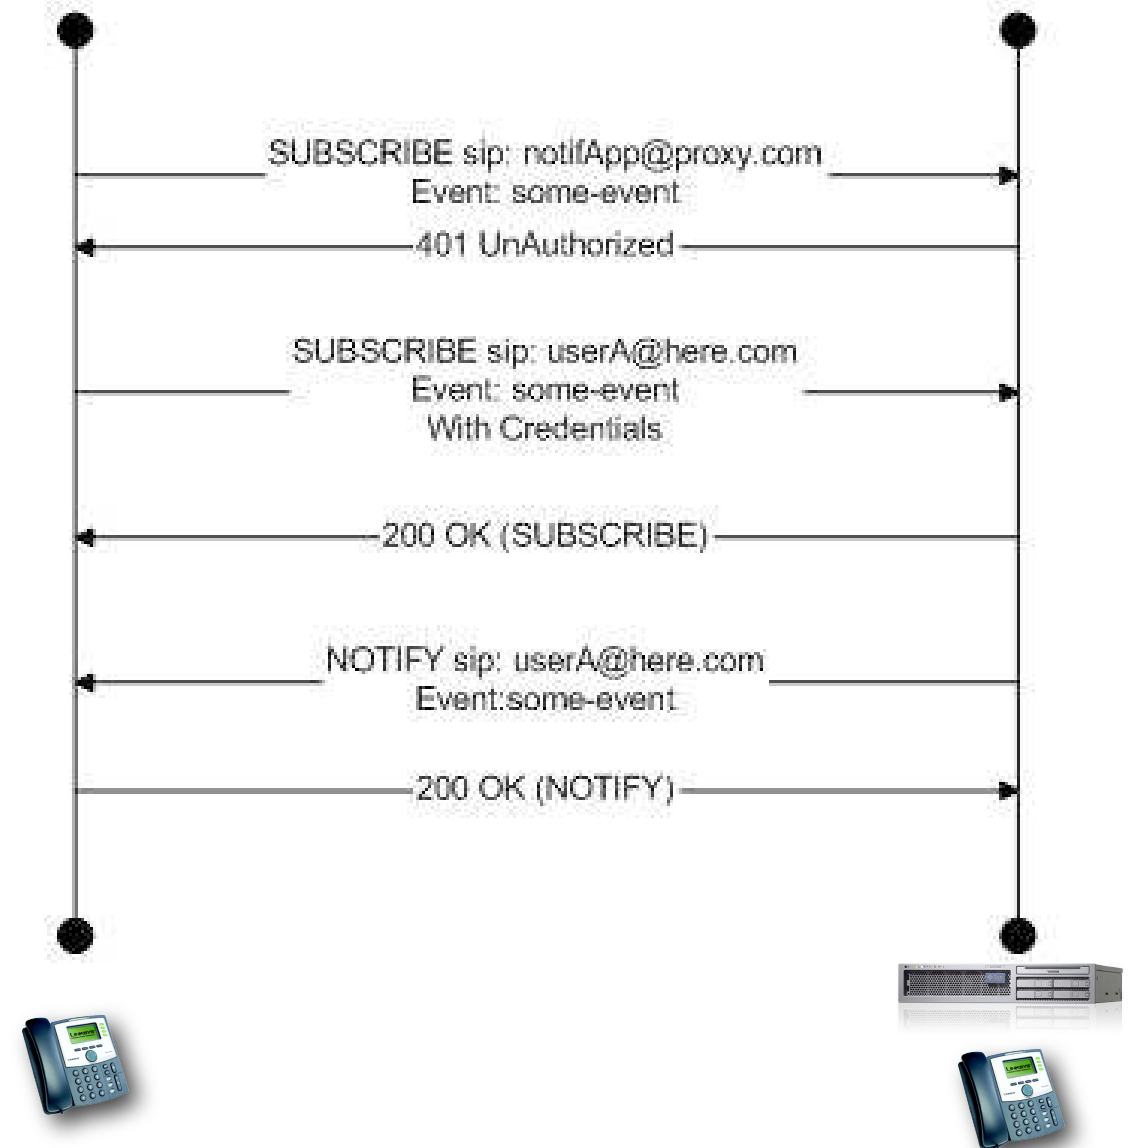 SUBSCRIBE sip: notifApp@proxy.com
Event: some-event
401 UnAuthorized
SUBSCRIBE sip: userA@here.com
Event: some-event
With Credentials
200 OK (SUBSCRIBE)
NOTIFY sip: userA@here.com
Event:some-event
200 OK (NOTIFY)